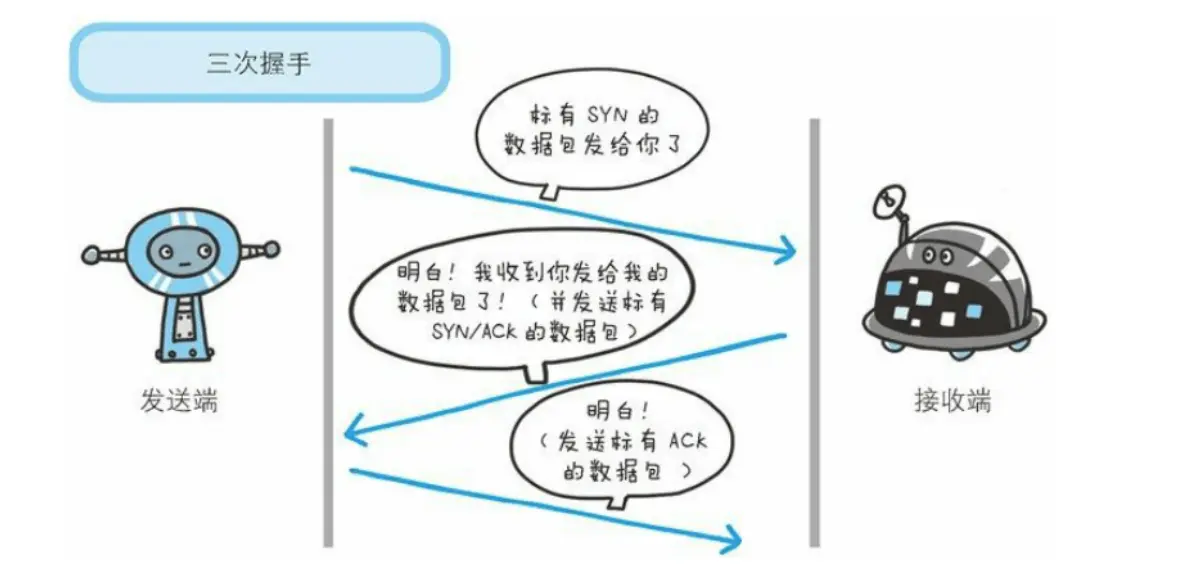 三次握手
标有 SYN 的
数据包发给你了
明白！我收到你发给我的
数据包了！（并发送标有
SYN/ACK 的数据包）
发送端
接收端
明白！
（发送标有 ACK
的数据包 ）